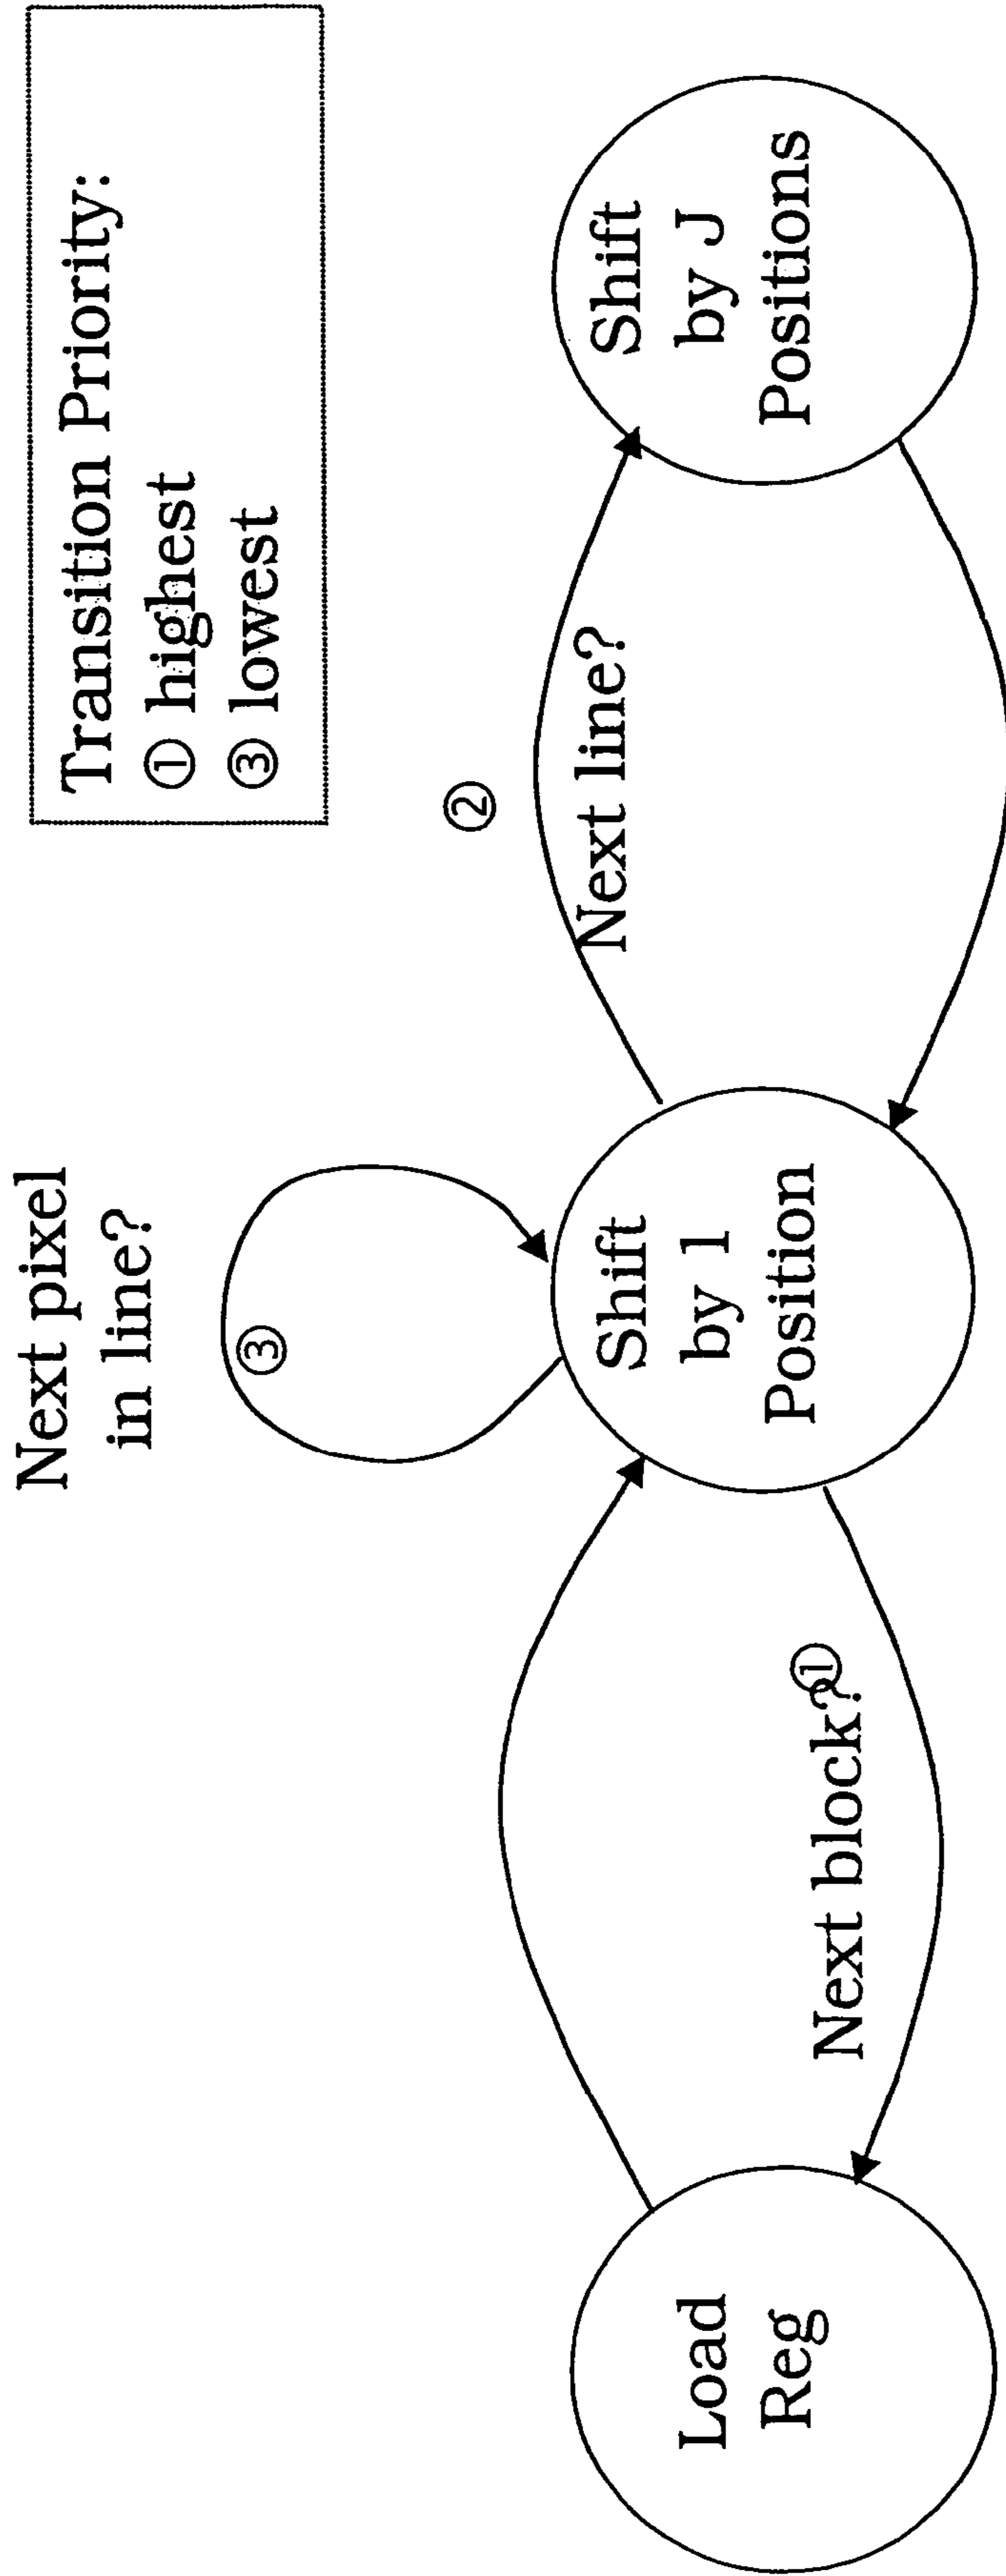 Transition Priority:
① highest
③ lowest
Next pixel
in line?
③
②
Next line?
Load
Reg
Next block?
①
Shift
by 1
Position
Shift
by J
Positions